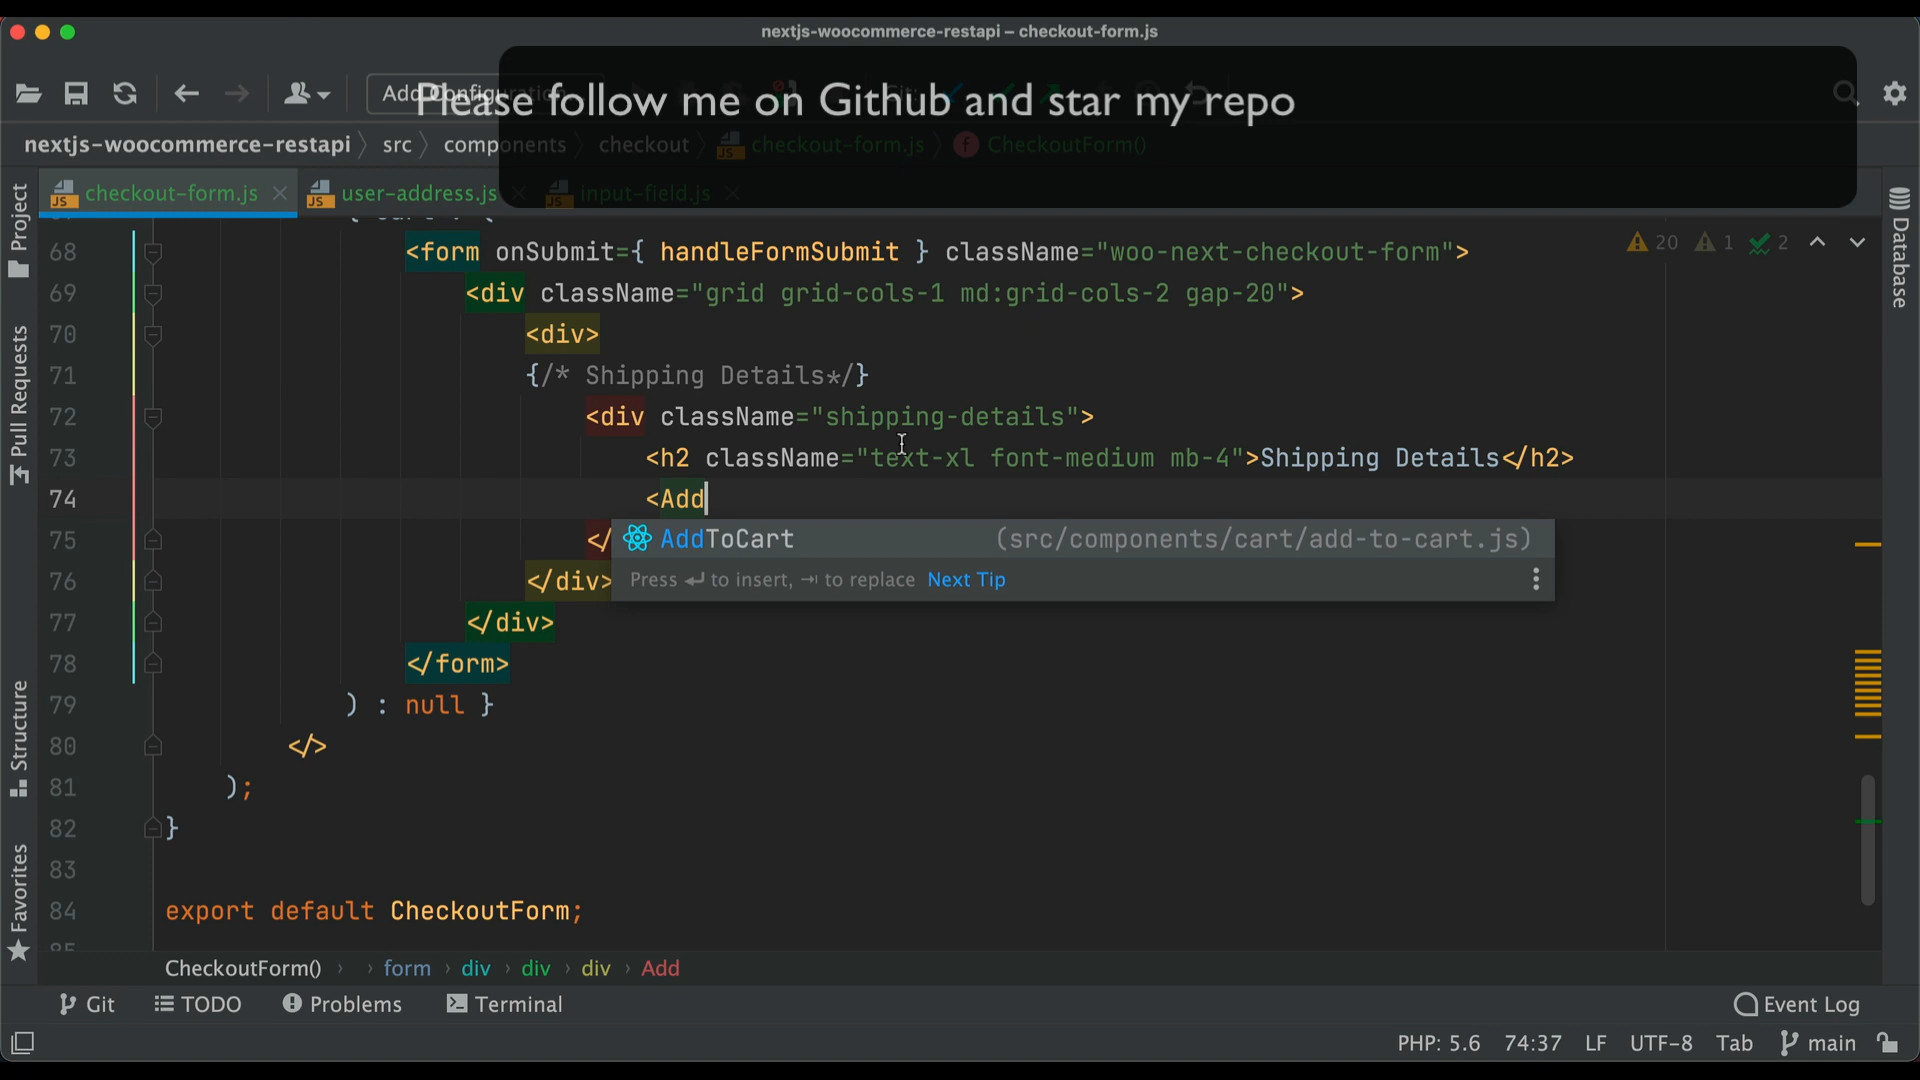 nextjs-woocommerce-restapi – checkout-form.js
Please follow me on Github and star my repo
nextjs-woocommerce-restapi src components checkout checkout-form.js CheckoutForm()
checkout-form.js user-address.js input-field.js
Project
Pull Requests
Structure
Favorites
Database
20 1 2
68 <form onSubmit={ handleFormSubmit } className="woo-next-checkout-form">
69 <div className="grid grid-cols-1 md:grid-cols-2 gap-20">
70 <div>
71 {/* Shipping Details*/}
72 <div className="shipping-details">
73 <h2 className="text-xl font-medium mb-4">Shipping Details</h2>
74 <Add
AddToCart (src/components/cart/add-to-cart.js)
75 </
Press ↵ to insert, ⇥ to replace Next Tip
76 </div>
77 </div>
78 </form>
79 ) : null }
80 </>
81 );
82 }
83
84 export default CheckoutForm;
CheckoutForm() › › form › div › div › div › Add
Git TODO Problems Terminal Event Log
PHP: 5.6 74:37 LF UTF-8 Tab main